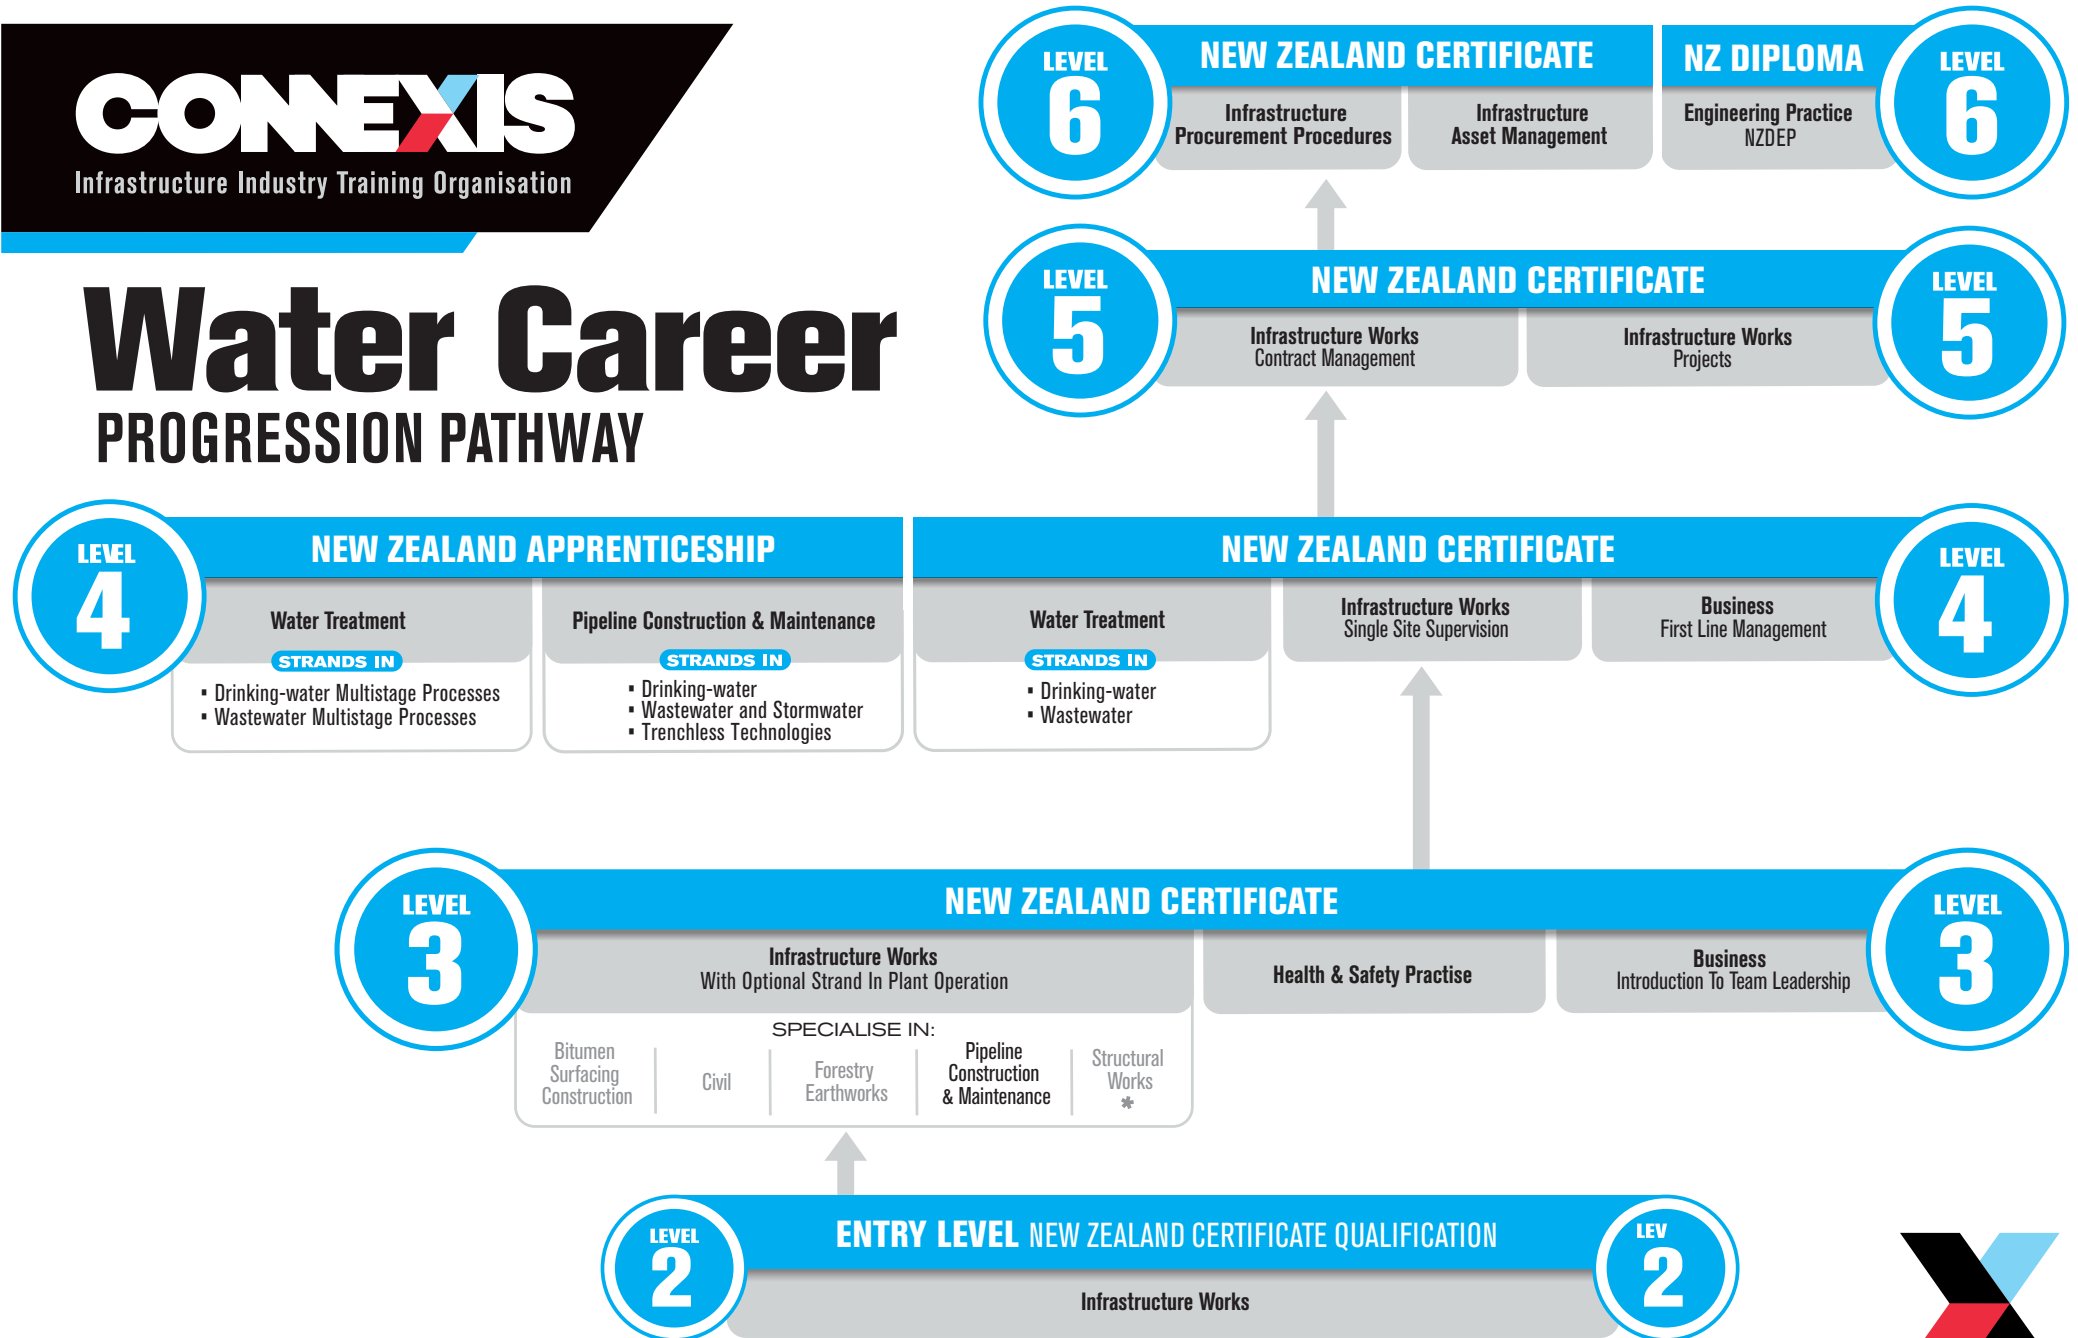 CONNEXIS
Infrastructure Industry Training Organisation
Water Career
PROGRESSION PATHWAY
LEVEL
6
NEW ZEALAND CERTIFICATE
Infrastructure
Procurement Procedures
Infrastructure
Asset Management
NZ DIPLOMA
Engineering Practice
NZDEP
LEVEL
6
LEVEL
5
NEW ZEALAND CERTIFICATE
Infrastructure Works
Contract Management
Infrastructure Works
Projects
LEVEL
5
LEVEL
4
NEW ZEALAND APPRENTICESHIP
Water Treatment
STRANDS IN
▪ Drinking-water Multistage Processes
▪ Wastewater Multistage Processes
Pipeline Construction & Maintenance
STRANDS IN
▪ Drinking-water
▪ Wastewater and Stormwater
▪ Trenchless Technologies
NEW ZEALAND CERTIFICATE
Water Treatment
STRANDS IN
▪ Drinking-water
▪ Wastewater
Infrastructure Works
Single Site Supervision
Business
First Line Management
LEVEL
4
LEVEL
3
NEW ZEALAND CERTIFICATE
Infrastructure Works
With Optional Strand In Plant Operation
SPECIALISE IN:
Bitumen
Surfacing
Construction
Civil
Forestry
Earthworks
Pipeline
Construction
& Maintenance
Structural
Works
*
Health & Safety Practise
Business
Introduction To Team Leadership
LEVEL
3
LEVEL
2
ENTRY LEVEL NEW ZEALAND CERTIFICATE QUALIFICATION
Infrastructure Works
LEV
2